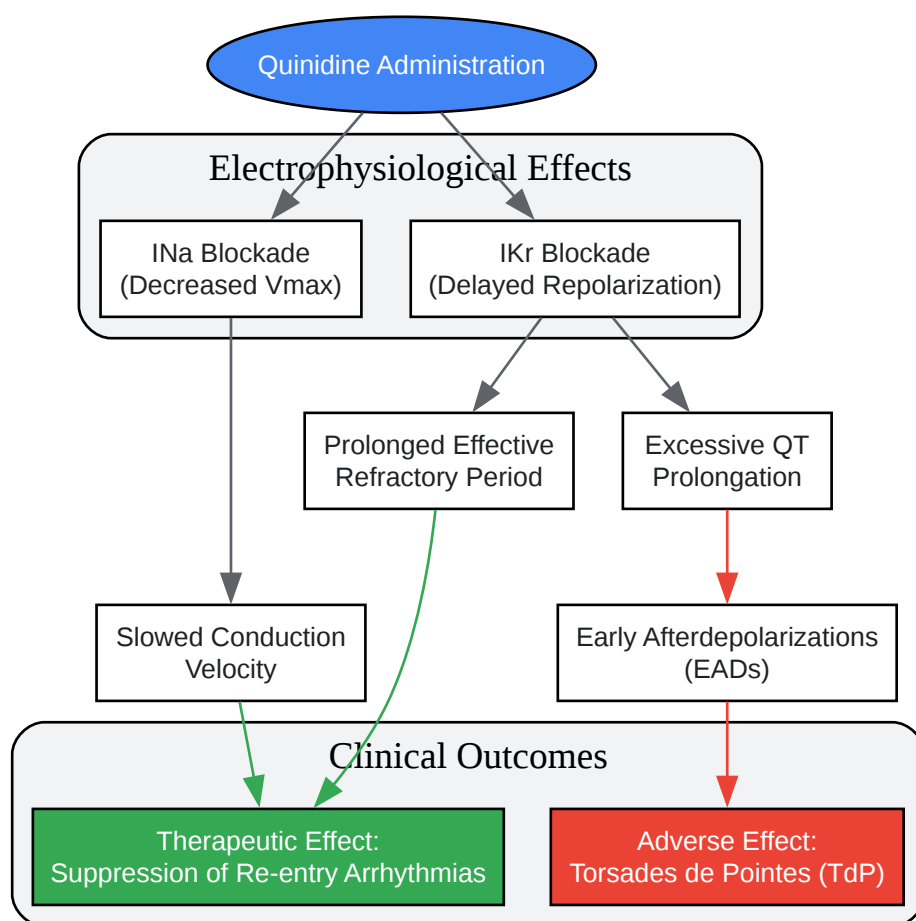 Quinidine Administration
Electrophysiological Effects
INa Blockade
(Decreased Vmax)
IKr Blockade
(Delayed Repolarization)
Prolonged Effective
Refractory Period
Excessive QT
Prolongation
Slowed Conduction
Velocity
Early Afterdepolarizations
(EADs)
Clinical Outcomes
Therapeutic Effect:
Suppression of Re-entry Arrhythmias
Adverse Effect:
Torsades de Pointes (TdP)